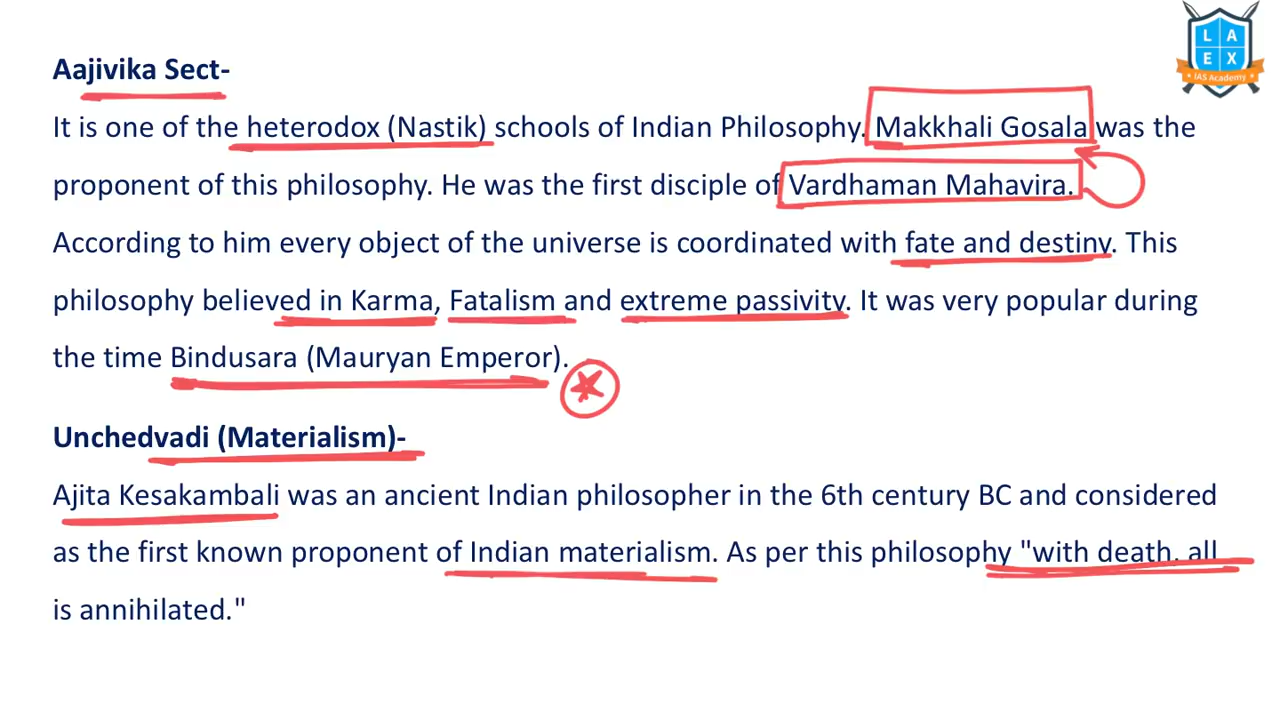 L A
E X
IAS Academy
Aajivika Sect-
It is one of the heterodox (Nastik) schools of Indian Philosophy. Makkhali Gosala was the
proponent of this philosophy. He was the first disciple of Vardhaman Mahavira.
According to him every object of the universe is coordinated with fate and destiny. This
philosophy believed in Karma, Fatalism and extreme passivity. It was very popular during
the time Bindusara (Mauryan Emperor).
Unchedvadi (Materialism)-
Ajita Kesakambali was an ancient Indian philosopher in the 6th century BC and considered
as the first known proponent of Indian materialism. As per this philosophy "with death, all
is annihilated."